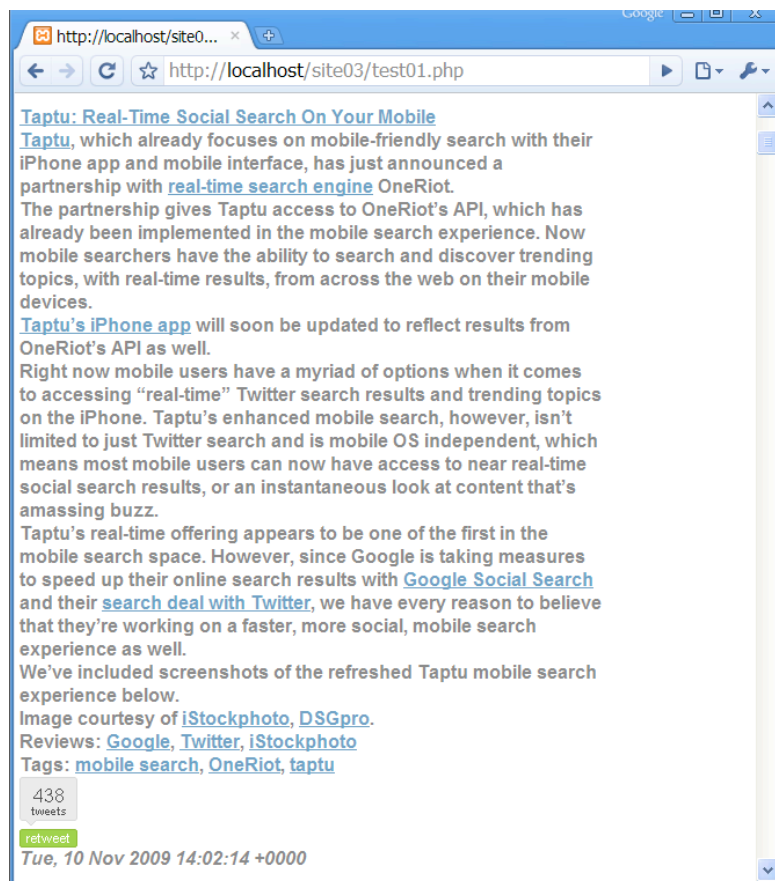 Google
http://localhost/site0...
http://localhost/site03/test01.php
Taptu: Real-Time Social Search On Your Mobile
Taptu, which already focuses on mobile-friendly search with their
iPhone app and mobile interface, has just announced a
partnership with real-time search engine OneRiot.
The partnership gives Taptu access to OneRiot’s API, which has
already been implemented in the mobile search experience. Now
mobile searchers have the ability to search and discover trending
topics, with real-time results, from across the web on their mobile
devices.
Taptu’s iPhone app will soon be updated to reflect results from
OneRiot’s API as well.
Right now mobile users have a myriad of options when it comes
to accessing “real-time” Twitter search results and trending topics
on the iPhone. Taptu’s enhanced mobile search, however, isn’t
limited to just Twitter search and is mobile OS independent, which
means most mobile users can now have access to near real-time
social search results, or an instantaneous look at content that’s
amassing buzz.
Taptu’s real-time offering appears to be one of the first in the
mobile search space. However, since Google is taking measures
to speed up their online search results with Google Social Search
and their search deal with Twitter, we have every reason to believe
that they’re working on a faster, more social, mobile search
experience as well.
We’ve included screenshots of the refreshed Taptu mobile search
experience below.
Image courtesy of iStockphoto, DSGpro.
Reviews: Google, Twitter, iStockphoto
Tags: mobile search, OneRiot, taptu
438
tweets
retweet
Tue, 10 Nov 2009 14:02:14 +0000